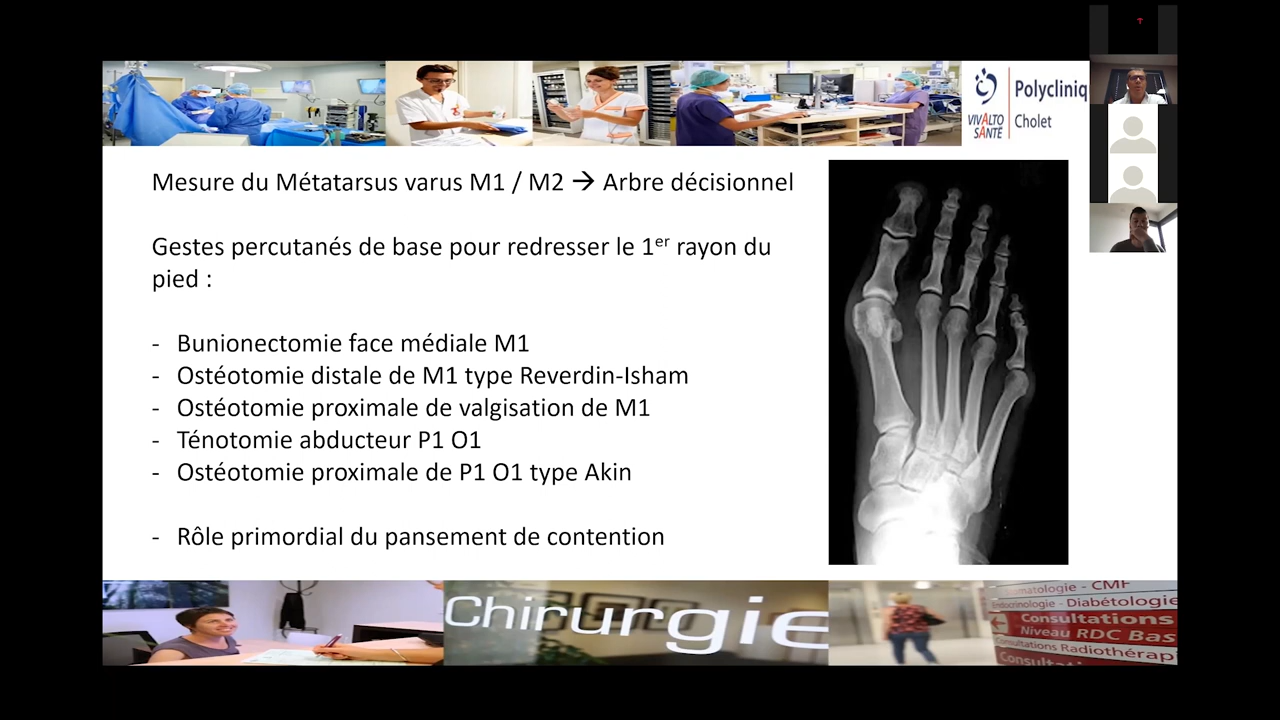 Polycliniq
Cholet
VIVALTO
SANTÉ
Mesure du Métatarsus varus M1 / M2 → Arbre décisionnel
Gestes percutanés de base pour redresser le 1er rayon du
pied :
- Bunionectomie face médiale M1
- Ostéotomie distale de M1 type Reverdin-Isham
- Ostéotomie proximale de valgisation de M1
- Ténotomie abducteur P1 O1
- Ostéotomie proximale de P1 O1 type Akin
- Rôle primordial du pansement de contention
Chirurgie
matologie - CMF
Endocrinologie - Diabétologie
Consultations
Niveau RDC Bas
Consultations Radiothérap
Consult